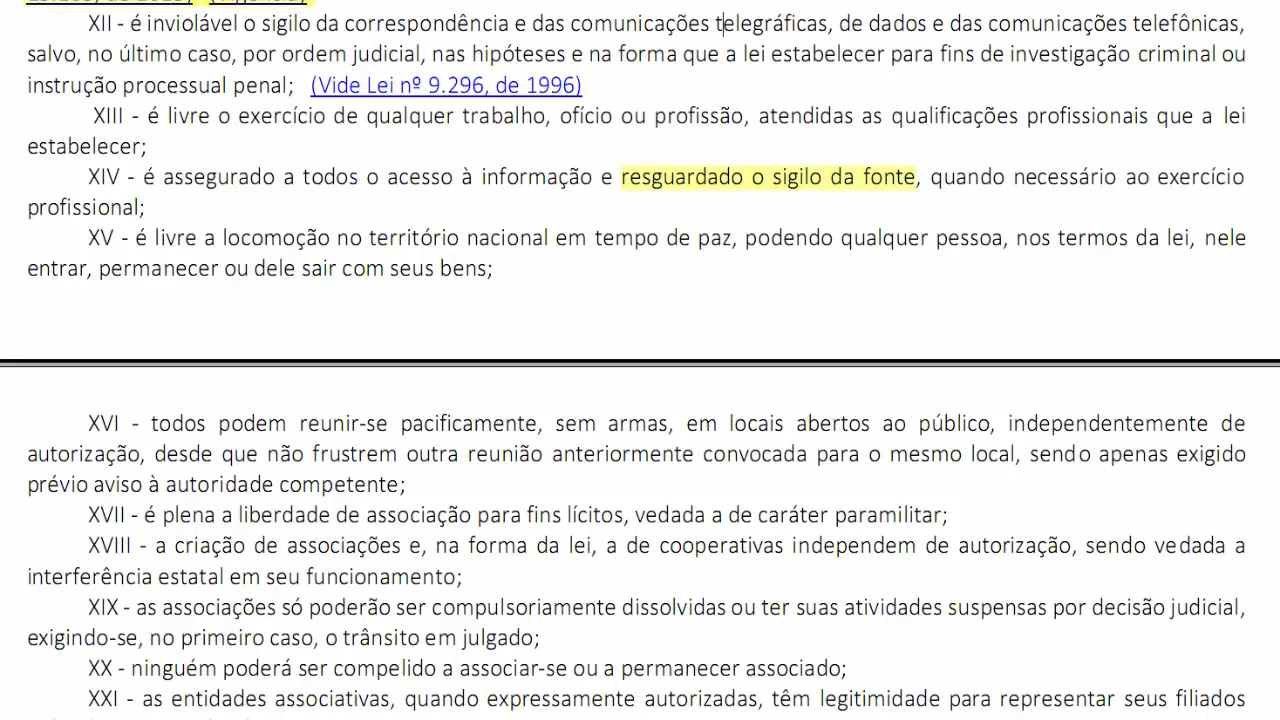 XII - é inviolável o sigilo da correspondência e das comunicações telegráficas, de dados e das comunicações telefônicas,
salvo, no último caso, por ordem judicial, nas hipóteses e na forma que a lei estabelecer para fins de investigação criminal ou
instrução processual penal; (Vide Lei nº 9.296, de 1996)
XIII - é livre o exercício de qualquer trabalho, ofício ou profissão, atendidas as qualificações profissionais que a lei
estabelecer;
XIV - é assegurado a todos o acesso à informação e resguardado o sigilo da fonte, quando necessário ao exercício
profissional;
XV - é livre a locomoção no território nacional em tempo de paz, podendo qualquer pessoa, nos termos da lei, nele
entrar, permanecer ou dele sair com seus bens;
XVI - todos podem reunir-se pacificamente, sem armas, em locais abertos ao público, independentemente de
autorização, desde que não frustrem outra reunião anteriormente convocada para o mesmo local, sendo apenas exigido
prévio aviso à autoridade competente;
XVII - é plena a liberdade de associação para fins lícitos, vedada a de caráter paramilitar;
XVIII - a criação de associações e, na forma da lei, a de cooperativas independem de autorização, sendo vedada a
interferência estatal em seu funcionamento;
XIX - as associações só poderão ser compulsoriamente dissolvidas ou ter suas atividades suspensas por decisão judicial,
exigindo-se, no primeiro caso, o trânsito em julgado;
XX - ninguém poderá ser compelido a associar-se ou a permanecer associado;
XXI - as entidades associativas, quando expressamente autorizadas, têm legitimidade para representar seus filiados